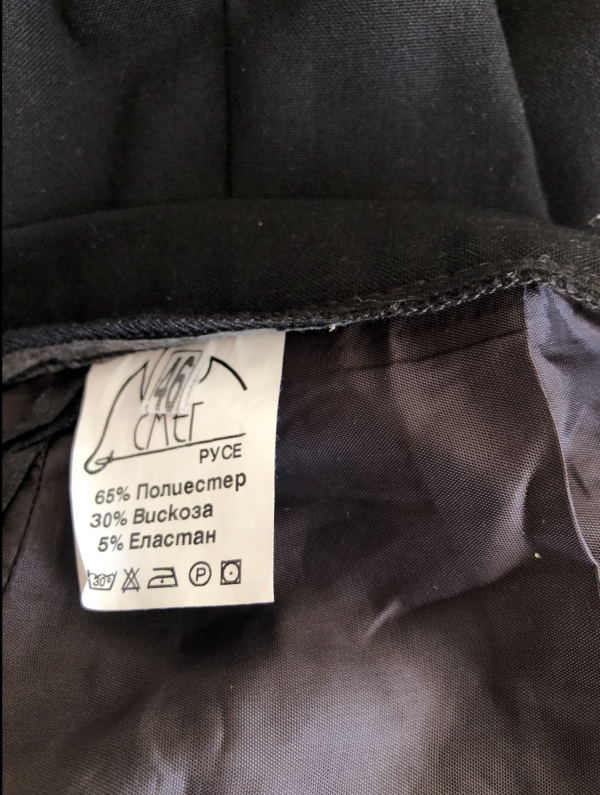 46
СМЕГ
РУСЕ
65% Полиестер
30% Вискоза
5% Еластан
30°
P